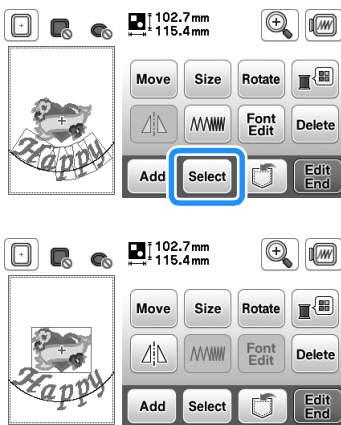 102.7mm
115.4mm
Move Size Rotate
Font
Edit
Delete
Add Select Edit
End
Happy
102.7mm
115.4mm
Move Size Rotate
Font
Edit
Delete
Add Select Edit
End
Happy